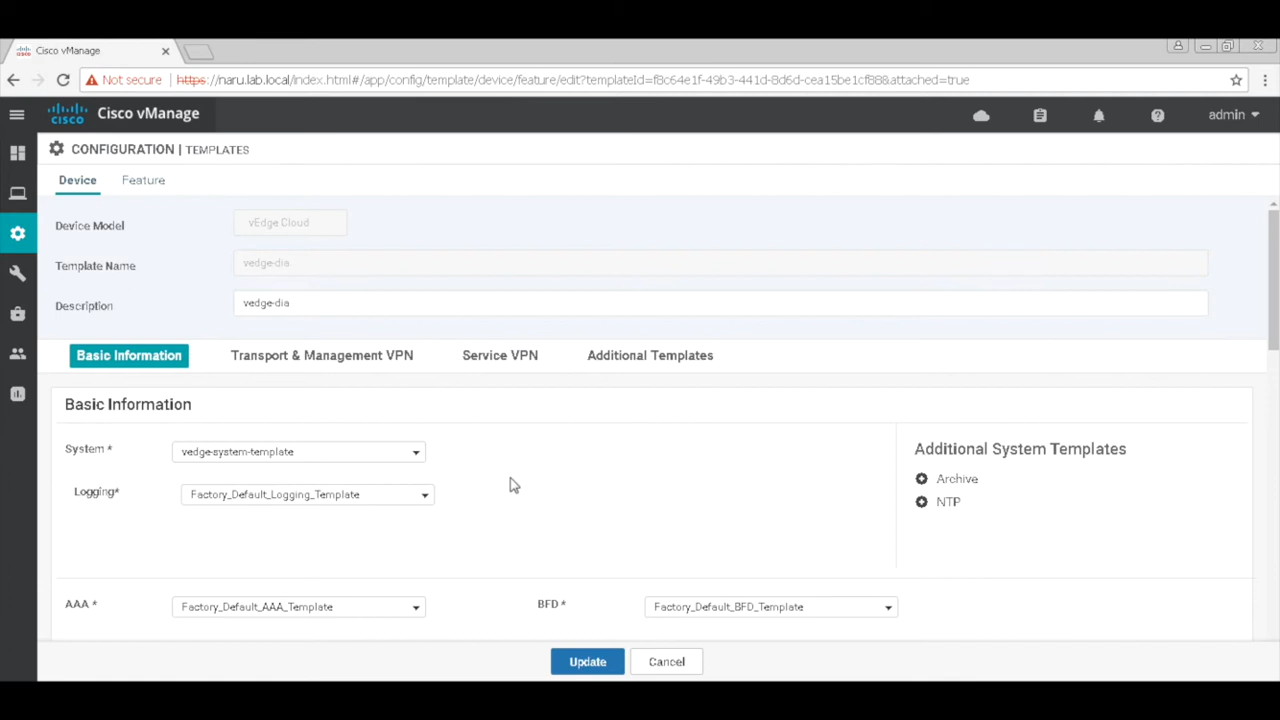 Cisco vManage
Not secure https://naru.lab.local/index.html#/app/config/template/device/feature/edit?templateId=f8c64e1f-49b3-441d-8d6d-cea15be1cf88&attached=true
cisco Cisco vManage admin
CONFIGURATION | TEMPLATES
Device Feature
Device Model vEdge Cloud
Template Name vedge-dia
Description vedge-dia
Basic Information Transport & Management VPN Service VPN Additional Templates
Basic Information
System * vedge-system-template Additional System Templates
Archive
Logging* Factory_Default_Logging_Template
NTP
AAA * Factory_Default_AAA_Template BFD * Factory_Default_BFD_Template
Update Cancel